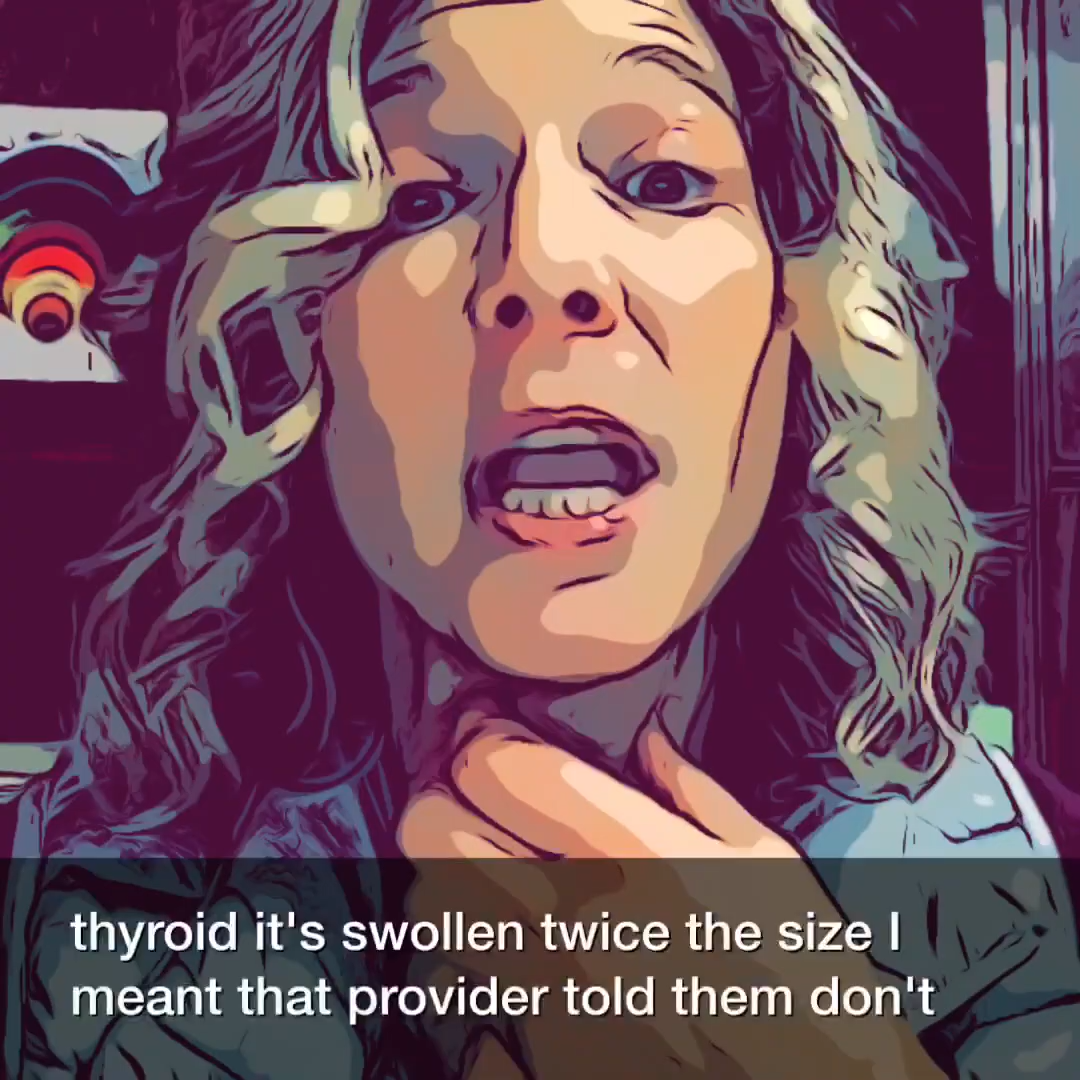 thyroid it's swollen twice the size I
meant that provider told them don't